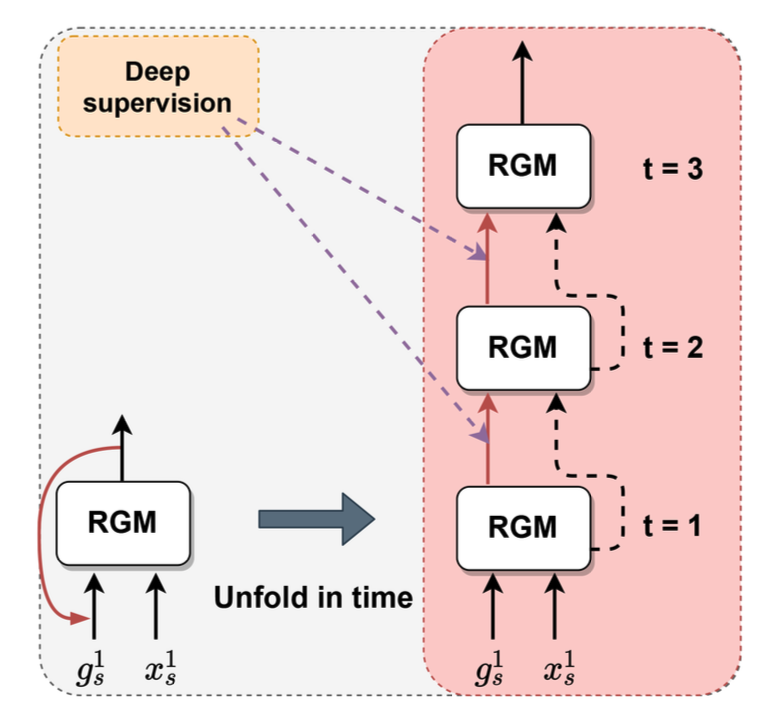 Deep
supervision
RGM
t = 3
RGM
t = 2
RGM
RGM
t = 1
Unfold in time
g_s^1
x_s^1
g_s^1
x_s^1